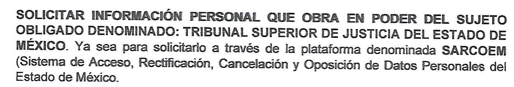 SOLICITAR INFORMACIÓN PERSONAL QUE OBRA EN PODER DEL SUJETO
OBLIGADO DENOMINADO: TRIBUNAL SUPERIOR DE JUSTICIA DEL ESTADO DE
MÉXICO. Ya sea para solicitarlo a través de la plataforma denominada SARCOEM
(Sistema de Acceso, Rectificación, Cancelación y Oposición de Datos Personales del
Estado de México.